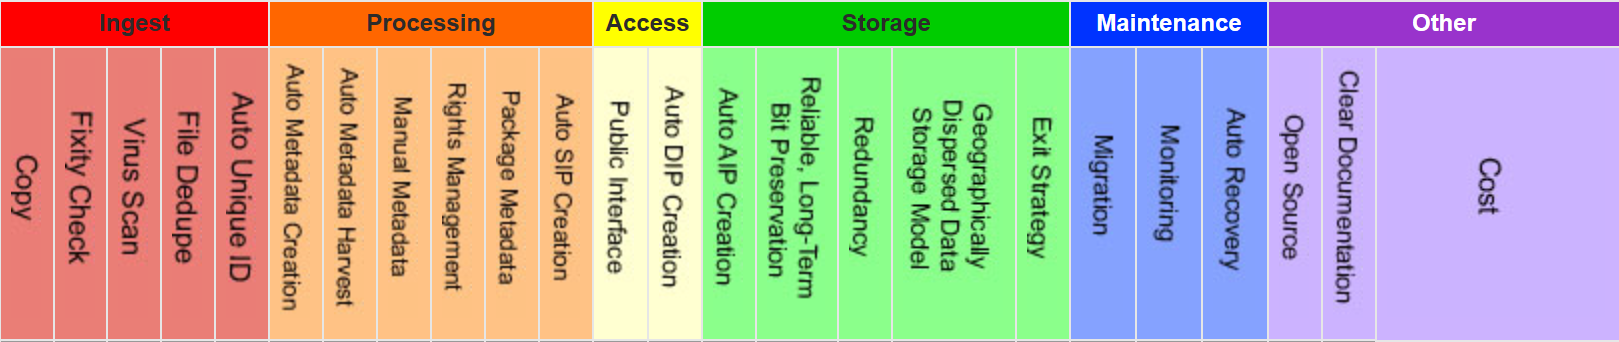 Ingest
Processing
Access
Storage
Maintenance
Other
Copy
Fixity Check
Virus Scan
File Dedupe
Auto Unique ID
Auto Metadata Creation
Auto Metadata Harvest
Manual Metadata
Rights Management
Package Metadata
Auto SIP Creation
Public Interface
Auto DIP Creation
Auto AIP Creation
Reliable, Long-Term
Bit Preservation
Redundancy
Geographically
Dispersed Data
Storage Model
Exit Strategy
Migration
Monitoring
Auto Recovery
Open Source
Clear Documentation
Cost